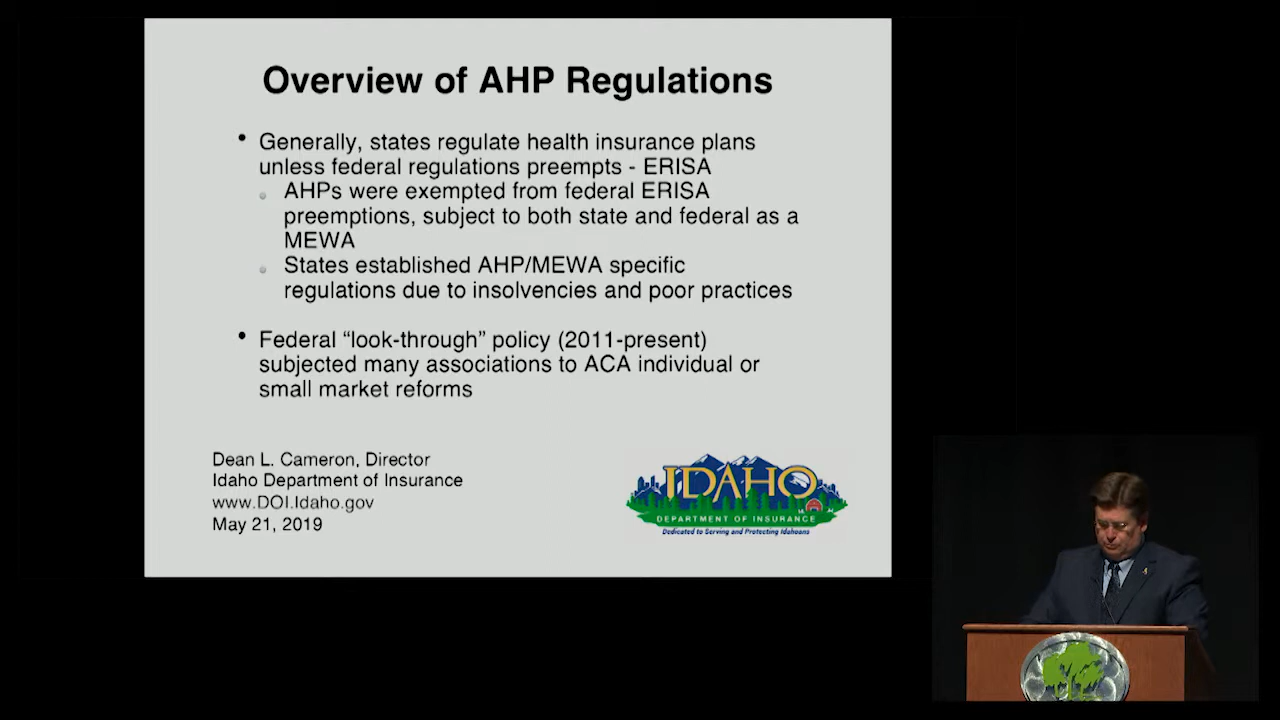 Overview of AHP Regulations
• Generally, states regulate health insurance plans
unless federal regulations preempts - ERISA
AHPs were exempted from federal ERISA
preemptions, subject to both state and federal as a
MEWA
States established AHP/MEWA specific
regulations due to insolvencies and poor practices
• Federal “look-through” policy (2011-present)
subjected many associations to ACA individual or
small market reforms
Dean L. Cameron, Director
Idaho Department of Insurance
www.DOI.Idaho.gov
May 21, 2019
IDAHO
DEPARTMENT OF INSURANCE
Dedicated to Serving and Protecting Idahoans